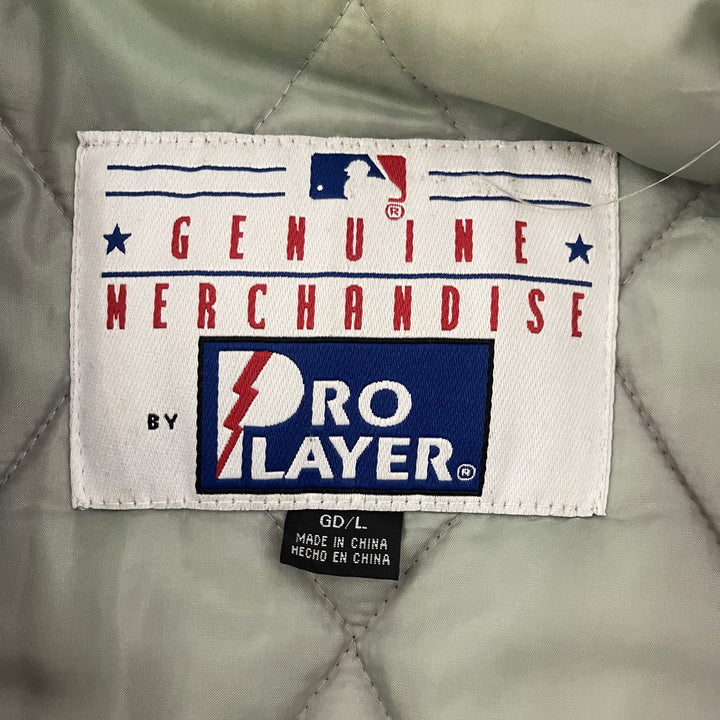 ®
GENUINE
MERCHANDISE
BY PRO PLAYER®
GD/L
MADE IN CHINA
HECHO EN CHINA